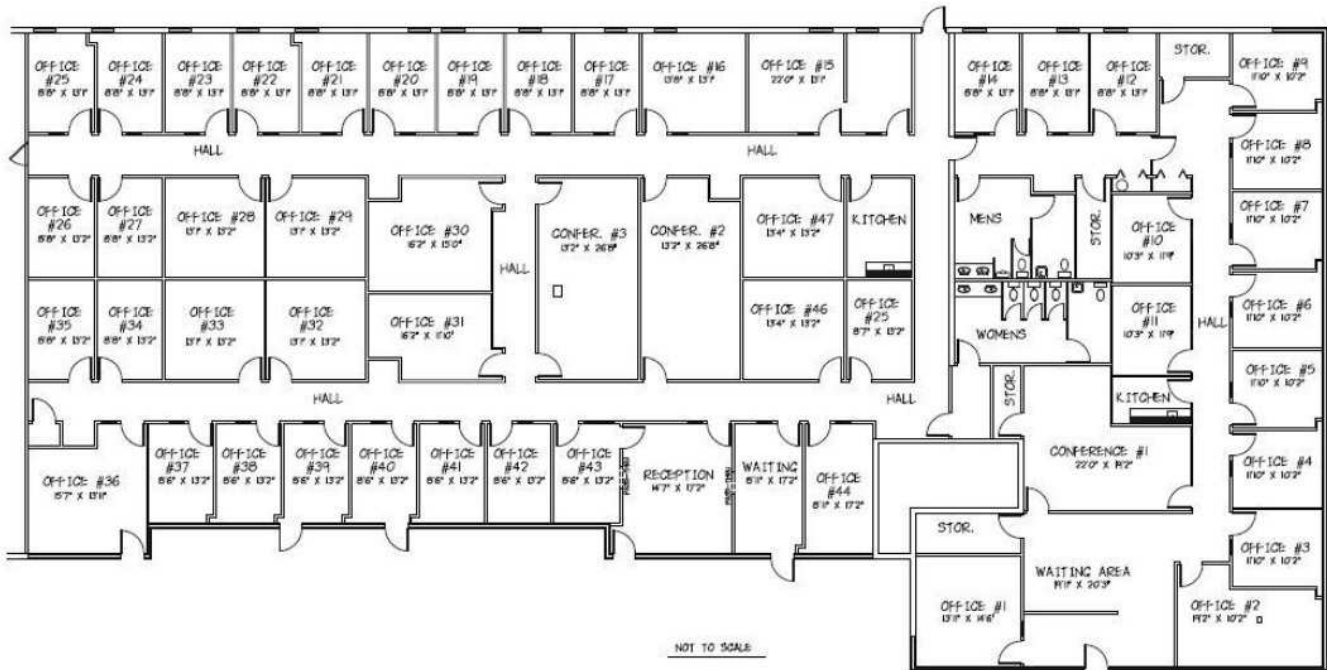 OFFICE
#25
8'8" X 13'7"
OFFICE
#24
8'8" X 13'7"
OFFICE
#23
8'8" X 13'7"
OFFICE
#22
8'8" X 13'7"
OFFICE
#21
8'8" X 13'7"
OFFICE
#20
8'8" X 13'7"
OFFICE
#19
8'8" X 13'7"
OFFICE
#18
8'8" X 13'7"
OFFICE
#17
8'8" X 13'7"
OFFICE #16
13'8" X 13'7"
OFFICE #15
22'0" X 13'7"
OFFICE
#14
8'8" X 13'7"
OFFICE
#13
8'8" X 13'7"
OFFICE
#12
8'8" X 13'7"
STOR.
OFFICE #9
11'10" X 10'2"
HALL
HALL
OFFICE #8
11'10" X 10'2"
OFFICE
#26
8'8" X 13'2"
OFFICE
#27
8'8" X 13'2"
OFFICE #28
13'7" X 13'2"
OFFICE #29
13'7" X 13'2"
OFFICE #30
16'2" X 15'0"
HALL
CONFER. #3
13'2" X 26'8"
CONFER. #2
13'2" X 26'8"
OFFICE #47
13'4" X 13'2"
KITCHEN
MENS
STOR.
OFFICE
#10
10'3" X 11'9"
OFFICE #7
11'10" X 10'2"
OFFICE
#35
8'8" X 13'2"
OFFICE
#34
8'8" X 13'2"
OFFICE
#33
13'7" X 13'2"
OFFICE
#32
13'7" X 13'2"
OFFICE #31
16'2" X 11'10"
OFFICE #46
13'4" X 13'2"
OFFICE
#25
8'7" X 13'2"
WOMENS
OFFICE
#11
10'3" X 11'9"
HALL
OFFICE #6
11'10" X 10'2"
OFFICE #5
11'10" X 10'2"
HALL
HALL
STOR.
KITCHEN
OFFICE #36
15'7" X 13'11"
OFFICE
#37
8'6" X 13'2"
OFFICE
#38
8'6" X 13'2"
OFFICE
#39
8'6" X 13'2"
OFFICE
#40
8'6" X 13'2"
OFFICE
#41
8'6" X 13'2"
OFFICE
#42
8'6" X 13'2"
OFFICE
#43
8'6" X 13'2"
RECEPTION
14'7" X 17'2"
WAITING
8'11" X 17'2"
OFFICE
#44
8'11" X 17'2"
CONFERENCE #1
22'0" X 19'2"
OFFICE #4
11'10" X 10'2"
STOR.
OFFICE #3
11'10" X 10'2"
WAITING AREA
19'11" X 20'3"
OFFICE #1
13'11" X 14'6"
OFFICE #2
19'2" X 10'2"
NOT TO SCALE